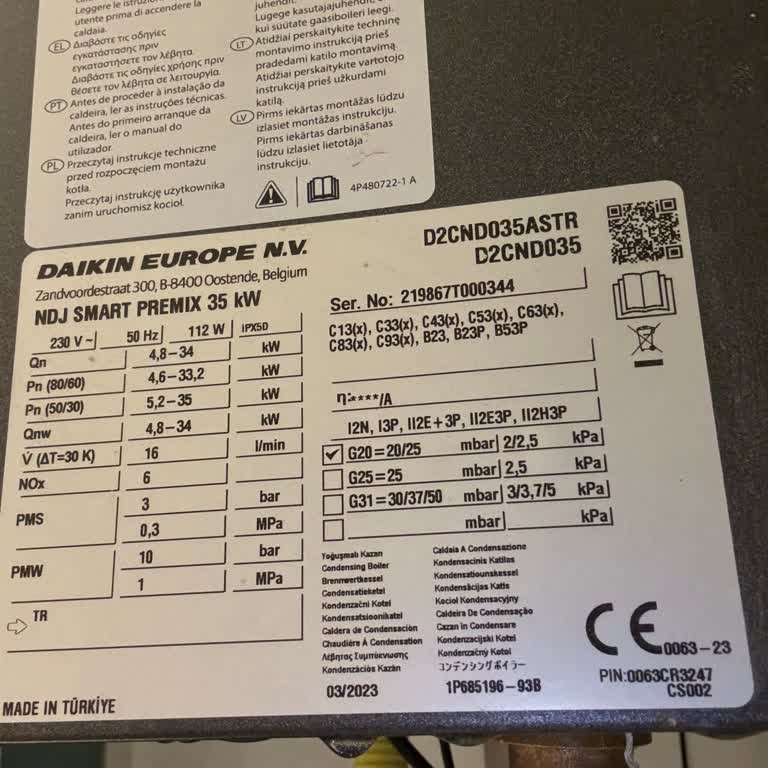 Leggere le istruzioni
utente prima di accendere la
caldaia.
EL Διαβάστε τις οδηγίες
εγκατάστασης πριν
εγκαταστήσετε τον λέβητα.
Διαβάστε τις οδηγίες χρήσης πριν
θέσετε τον λέβητα σε λειτουργία.
PT Antes de proceder à instalação da
caldeira, ler as instruções técnicas.
Antes do primeiro arranque da
caldeira, ler o manual do
utilizador.
PL Przeczytaj instrukcje techniczne
przed rozpoczęciem montażu
kotła.
Przeczytaj instrukcję użytkownika
zanim uruchomisz kocioł.
juhendit.
Lugege kasutajajuhendit enne,
kui süütate gaasiboileri leegi.
LT Atidžiai perskaitykite techninę
montavimo instrukciją prieš
pradedami katilo montavimą.
Atidžiai perskaitykite vartotojo
instrukciją prieš užkurdami
katilą.
LV Pirms iekārtas montāžas lūdzu
izlasiet montāžas instrukciju.
Pirms iekārtas darbināšanas
lūdzu izlasiet lietotāja
instrukciju.
4P480722-1 A
DAIKIN EUROPE N.V.
Zandvoordestraat 300, B-8400 Oostende, Belgium
NDJ SMART PREMIX 35 kW
230 V~ 50 Hz 112 W IPX5D
Qn 4,8-34 kW
Pn (80/60) 4,6-33,2 kW
Pn (50/30) 5,2-35 kW
Qnw 4,8-34 kW
V̇ (ΔT=30 K) 16 l/min
NOx 6
PMS 3 bar
0,3 MPa
PMW 10 bar
1 MPa
TR
MADE IN TÜRKİYE
D2CND035ASTR
D2CND035
Ser. No: 219867T000344
C13(x), C33(x), C43(x), C53(x), C63(x),
C83(x), C93(x), B23, B23P, B53P
η:****/A
I2N, I3P, II2E+3P, II2E3P, II2H3P
G20=20/25 mbar 2/2,5 kPa
G25=25 mbar 2,5 kPa
G31=30/37/50 mbar 3/3,7/5 kPa
mbar kPa
Yoğuşmalı Kazan
Condensing Boiler
Brennwertkessel
Condensatieketel
Kondenzační Kotel
Kondensatsioonikatel
Caldera de Condensación
Chaudière À Condensation
Λέβητας Συμπύκνωσης
Kondenzációs Kazán
Caldaia A Condensazione
Kondensacinis Katilas
Kondensationskessel
Kondensācijas Katls
Kocioł Kondensacyjny
Caldeira De Condensação
Cazan în Condensare
Kondenzacijski Kotel
Kondenzačný Kotol
コンデンシングボイラー
03/2023
1P685196-93B
CE 0063-23
PIN:0063CR3247
CS002